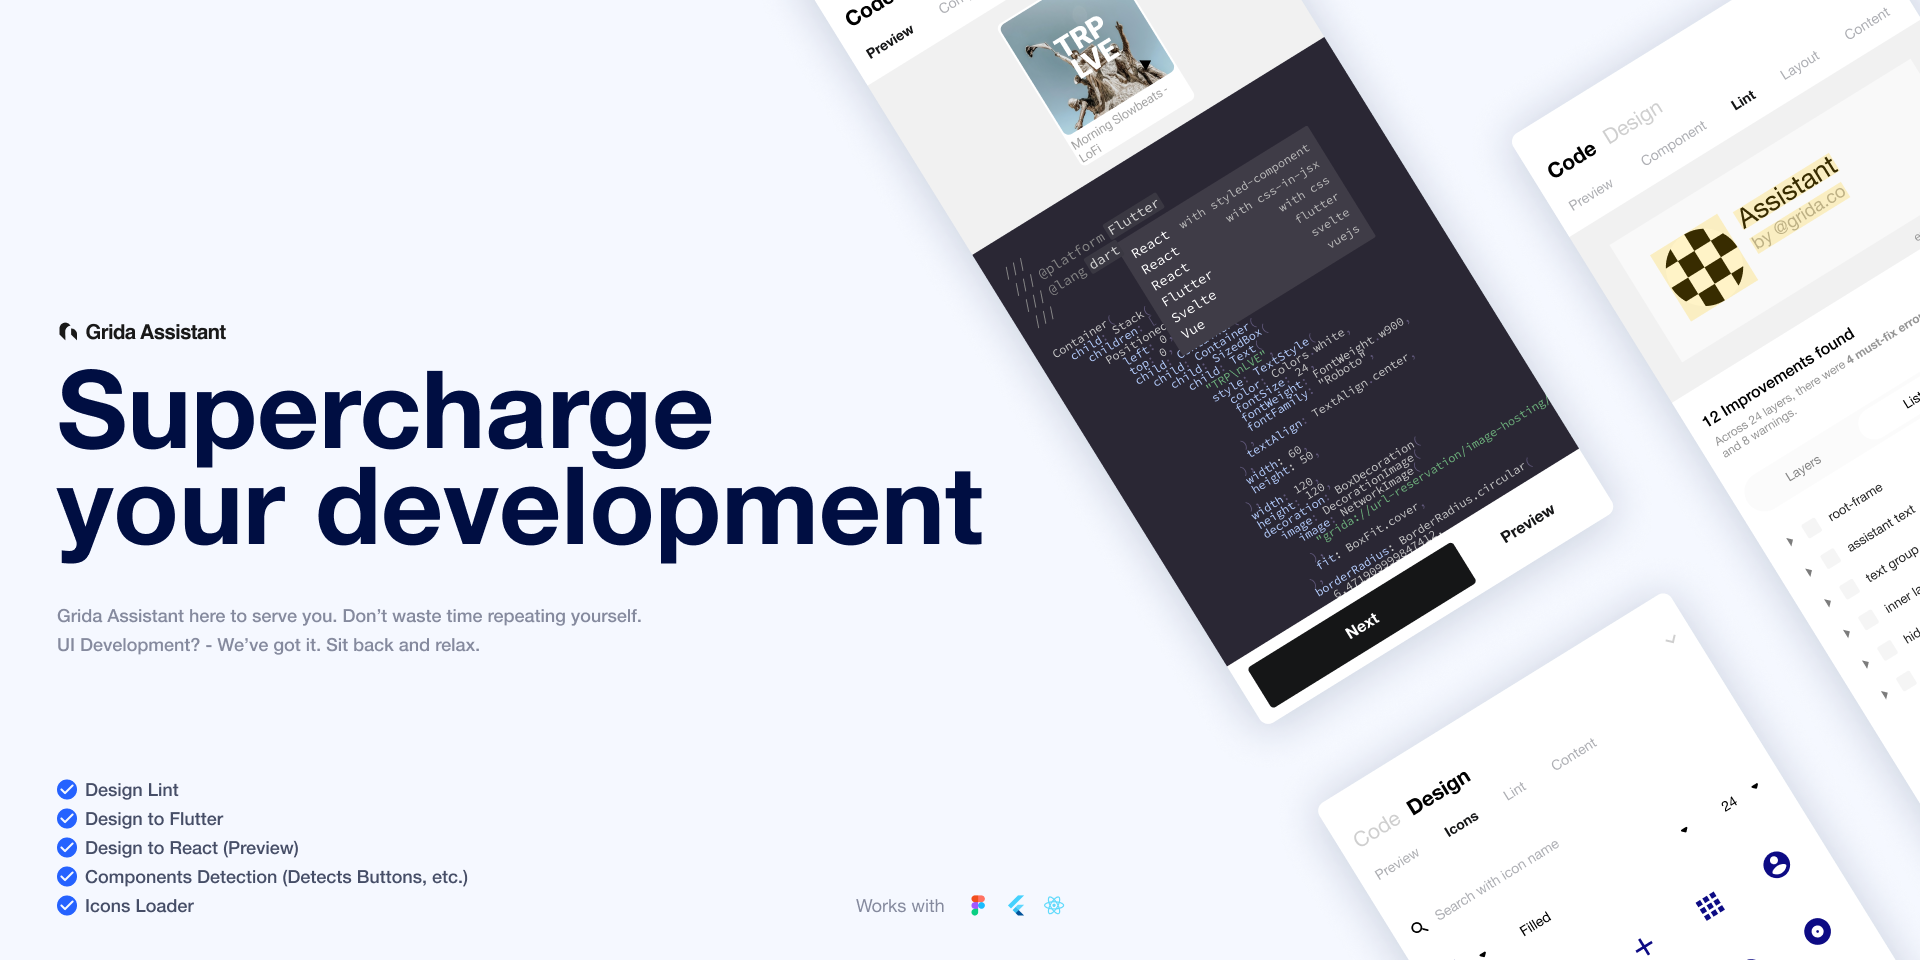 Grida Assistant
Supercharge
your development
Grida Assistant here to serve you. Don’t waste time repeating yourself.
UI Development? - We’ve got it. Sit back and relax.
Design Lint
Design to Flutter
Design to React (Preview)
Components Detection (Detects Buttons, etc.)
Icons Loader
Works with
Code
Preview
TRP
LVE
Morning Slowbeats -
LoFi
///
/// @platform Flutter
/// @lang dart
///
React with styled-component
React with css-in-jsx
React with css
Flutter flutter
Svelte svelte
Vue vuejs
Container(
child: Stack(
children:
left: 0,
top: 0,
child: Container(
child: SizedBox(
child: Text(
"TRP\nLVE"
style: TextStyle(
color: Colors.white,
fontSize: 24,
fontWeight: FontWeight.w900,
fontFamily: "Roboto",
),
textAlign: TextAlign.center,
),
width: 60,
height: 50,
width: 120,
height: 120,
decoration: BoxDecoration(
image: DecorationImage(
image: NetworkImage(
"grida://url-reservation/image-hosting/
),
fit: BoxFit.cover,
),
borderRadius: BorderRadius.circular(
6.471909999847412,
Next
Preview
Code Design
Preview Component Lint Layout Content
Assistant
by @grida.co
12 Improvements found
Across 24 layers, there were 4 must-fix
and 8 warnings.
Layers
root-frame
assistant text
text group
inner
Code Design
Preview Icons Lint Content
Search with icon name
24
Filled